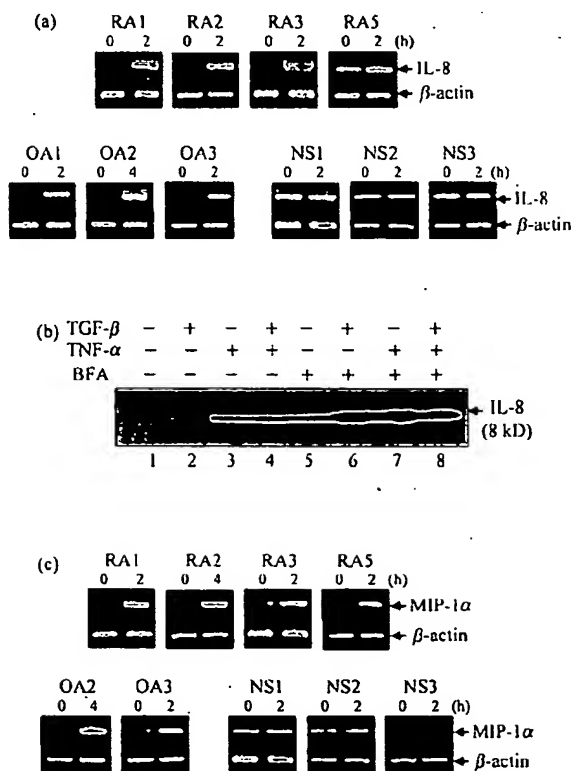 (a)
RA1 RA2 RA3 RA5
0 2 0 2 0 2 0 2 (h)
IL-8
β-actin
OA1 OA2 OA3 NS1 NS2 NS3
0 2 0 4 0 2 0 2 0 2 0 2 (h)
IL-8
β-actin
(b)
TGF-β − + − + − + − +
TNF-α − − + + − − + +
BFA − − − − + + + +
IL-8
(8 kD)
1 2 3 4 5 6 7 8
(c)
RA1 RA2 RA3 RA5
0 2 0 4 0 2 0 2 (h)
MIP-1α
β-actin
OA2 OA3 NS1 NS2 NS3
0 4 0 2 0 2 0 2 0 2 (h)
MIP-1α
β-actin